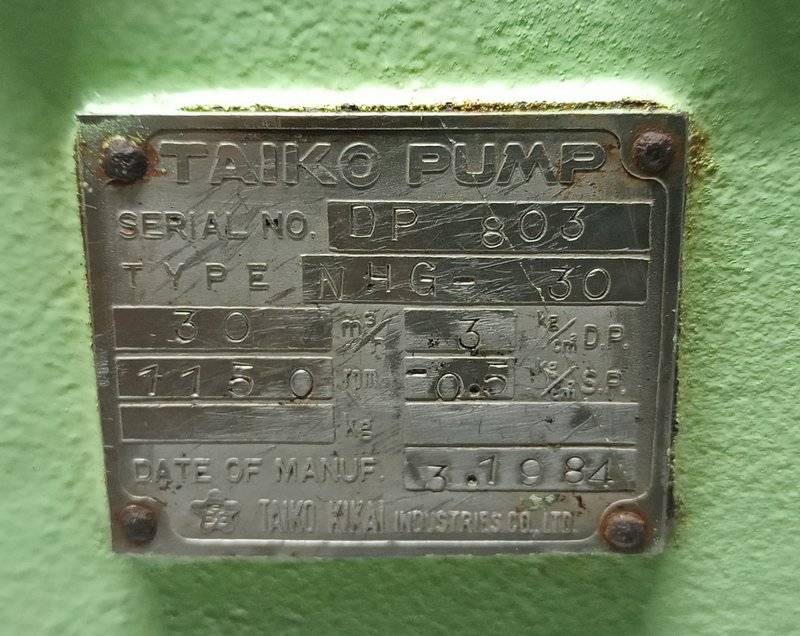 TAIKO PUMP
SERIAL NO. DP 803
TYPE NHG- 30
30 m³/ 3 kg/cm D.P.
1150 rpm -0.5 kg/cm S.P.
kg
DATE OF MANUF. 3.1984
TAIKO KIKAI INDUSTRIES CO., LTD.